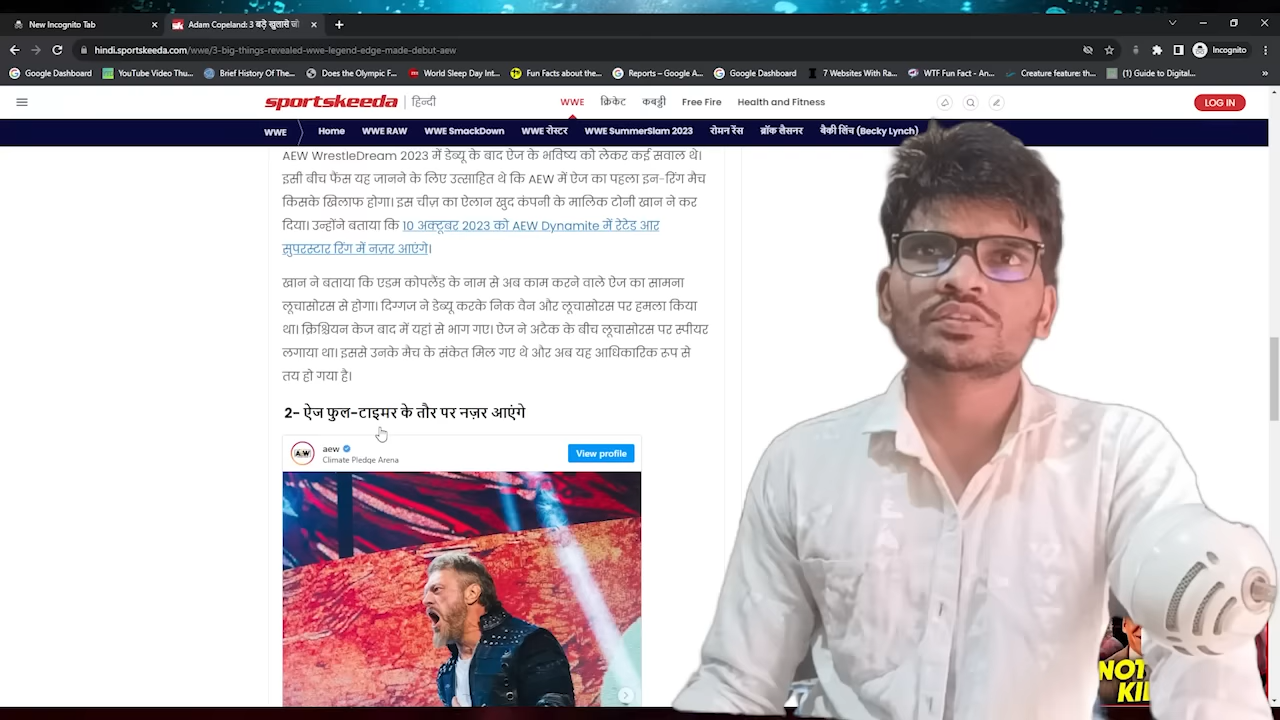 New Incognito Tab
Adam Copeland: 3 बड़े खुलासे जो
hindi.sportskeeda.com/wwe/3-big-things-revealed-wwe-legend-edge-made-debut-aew
Incognito
Google Dashboard
YouTube Video Thu...
Brief History Of The...
Does the Olympic F...
World Sleep Day Int...
Fun Facts about the...
Reports – Google A...
Google Dashboard
7 Websites With Ra...
WTF Fun Fact - An...
Creature feature: th...
(1) Guide to Digital...
sportskeeda हिन्दी
WWE क्रिकेट कबड्डी Free Fire Health and Fitness
LOG IN
WWE Home WWE RAW WWE SmackDown WWE रोस्टर WWE SummerSlam 2023 रोमन रेंस ब्रॉक लैसनर बैकी लिंच (Becky Lynch)
AEW WrestleDream 2023 में डेब्यू के बाद ऐज के भविष्य को लेकर कई सवाल थे।
इसी बीच फैंस यह जानने के लिए उत्साहित थे कि AEW में ऐज का पहला इन-रिंग मैच
किसके खिलाफ होगा। इस चीज़ का ऐलान खुद कंपनी के मालिक टोनी खान ने कर
दिया। उन्होंने बताया कि 10 अक्टूबर 2023 को AEW Dynamite में रेटेड आर
सुपरस्टार रिंग में नज़र आएंगे।
खान ने बताया कि एडम कोपलैंड के नाम से अब काम करने वाले ऐज का सामना
लूचासोरस से होगा। दिग्गज ने डेब्यू करके निक वैन और लूचासोरस पर हमला किया
था। क्रिश्चियन केज बाद में यहां से भाग गए। ऐज ने अटैक के बीच लूचासोरस पर स्पीयर
लगाया था। इससे उनके मैच के संकेत मिल गए थे और अब यह आधिकारिक रूप से
तय हो गया है।
2- ऐज फुल-टाइमर के तौर पर नज़र आएंगे
AEW
aew
Climate Pledge Arena
View profile
NOT